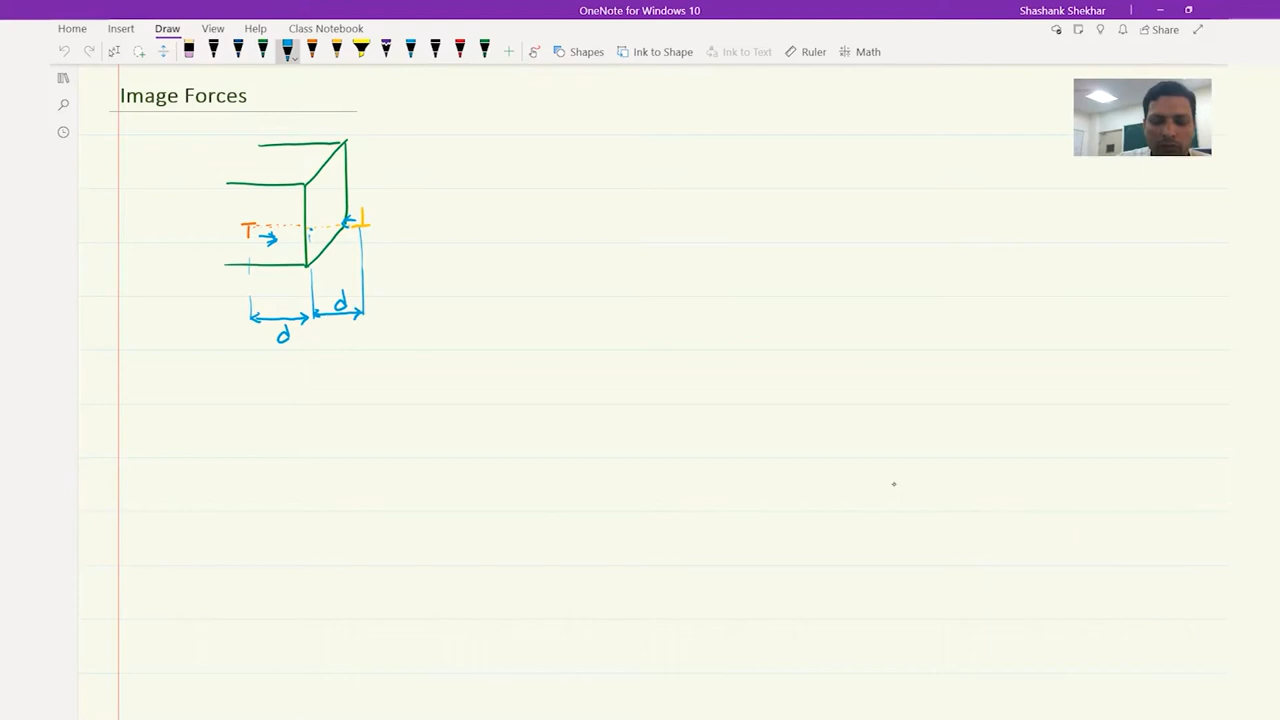 OneNote for Windows 10
Shashank Shekhar
Home Insert Draw View Help Class Notebook
Shapes Ink to Shape Ink to Text Ruler Math Share
Image Forces
d
d